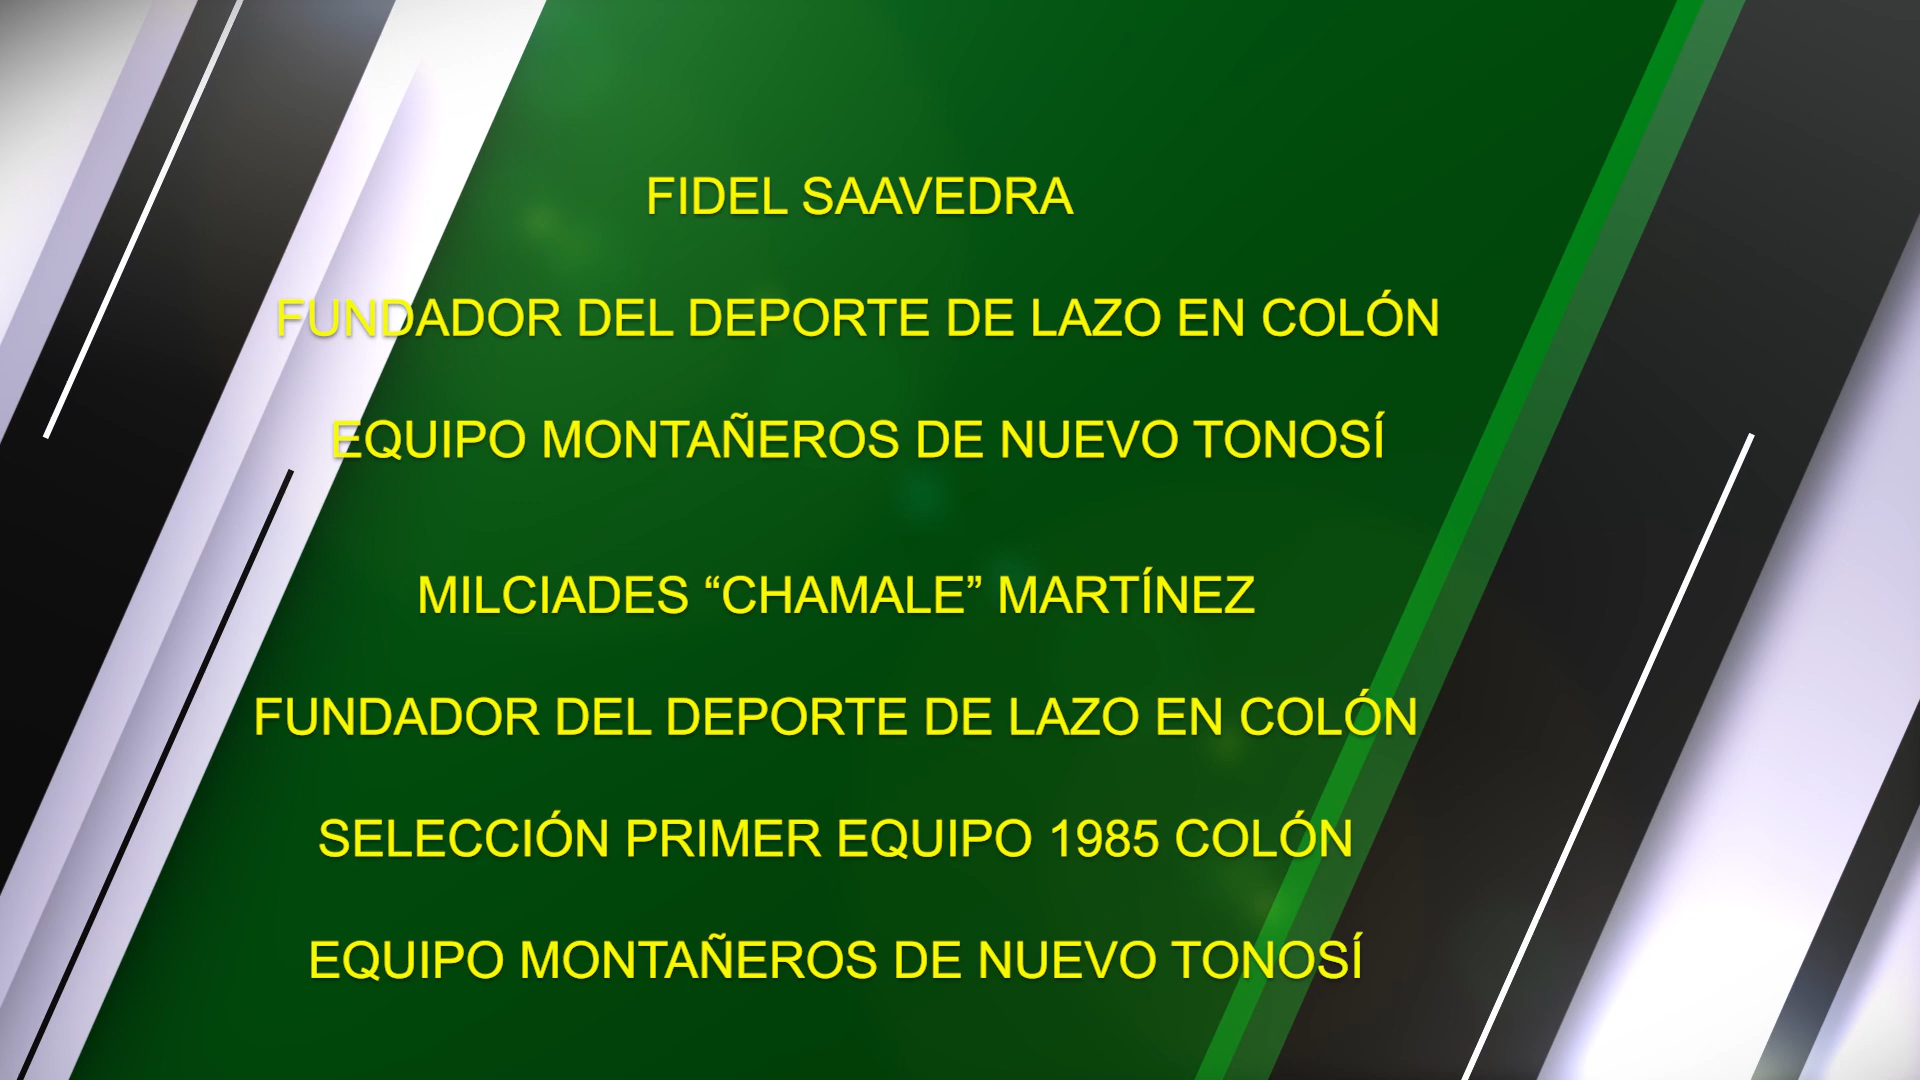 FIDEL SAAVEDRA
FUNDADOR DEL DEPORTE DE LAZO EN COLÓN
EQUIPO MONTAÑEROS DE NUEVO TONOSÍ
MILCIADES “CHAMALE” MARTÍNEZ
FUNDADOR DEL DEPORTE DE LAZO EN COLÓN
SELECCIÓN PRIMER EQUIPO 1985 COLÓN
EQUIPO MONTAÑEROS DE NUEVO TONOSÍ